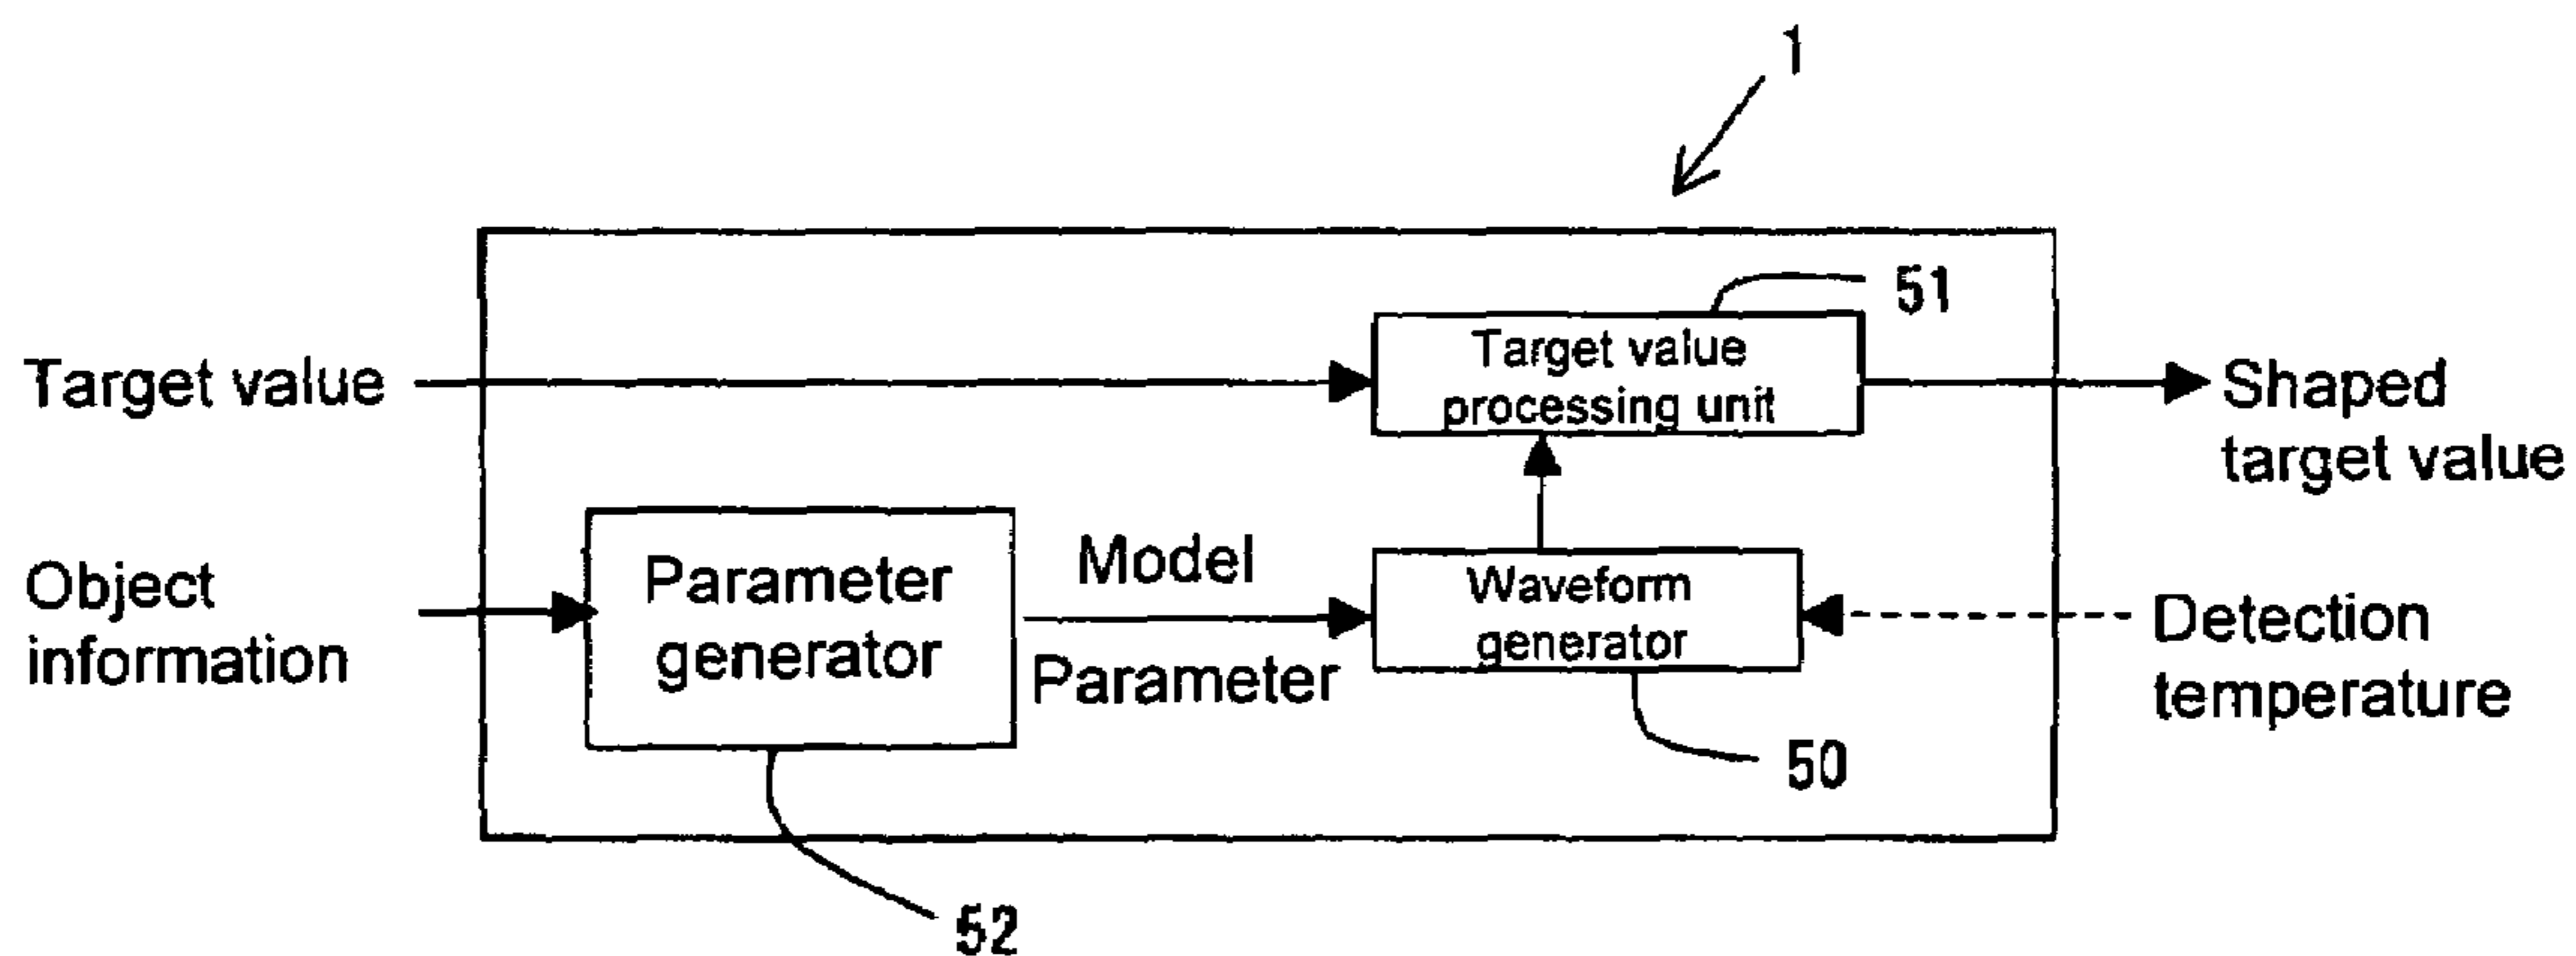 1
51
Target value
Target value
processing unit
Shaped
target value
Object
information
Parameter
generator
Model
Parameter
Waveform
generator
Detection
temperature
50
52